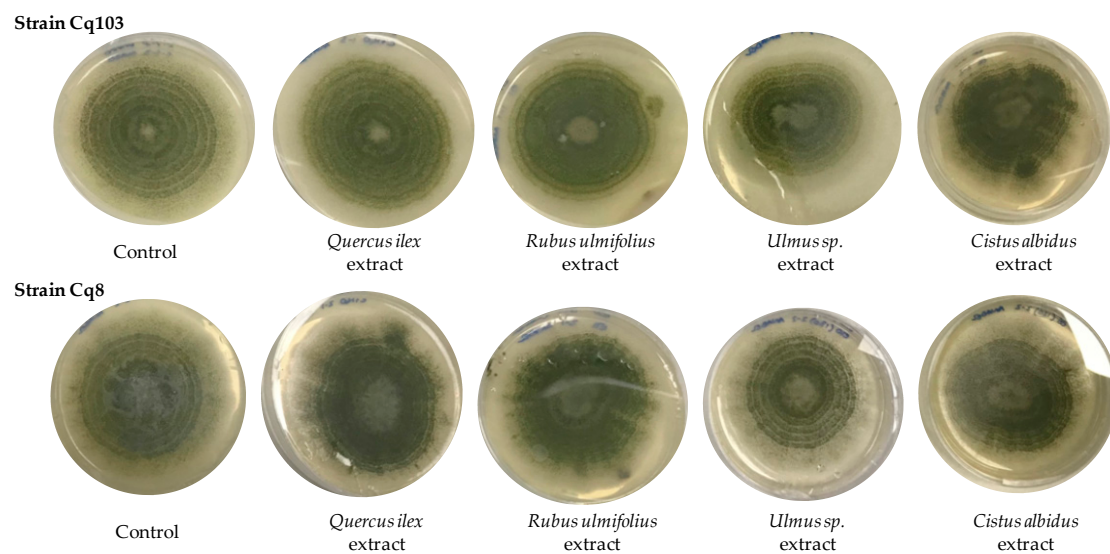 Strain Cq103
Control
Quercus ilex
extract
Rubus ulmifolius
extract
Ulmus sp.
extract
Cistus albidus
extract
Strain Cq8
Control
Quercus ilex
extract
Rubus ulmifolius
extract
Ulmus sp.
extract
Cistus albidus
extract